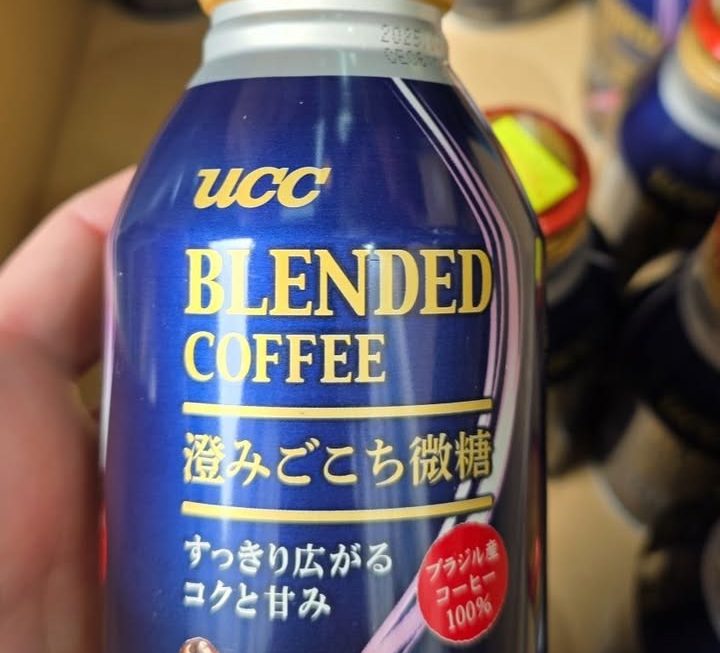 UCC
BLENDED
COFFEE
澄みごこち微糖
すっきり広がる
コクと甘み
ブラジル産
コーヒー
100%